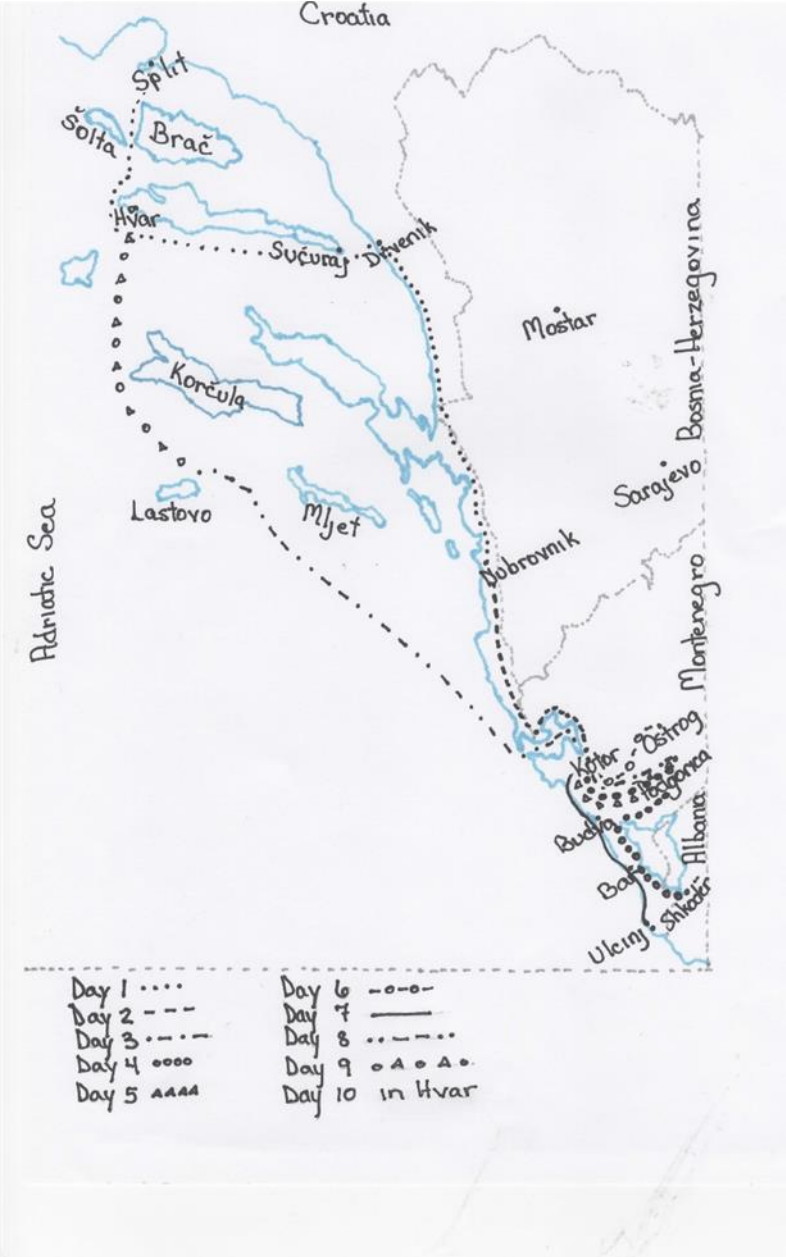 Croatia
Split
Šolta
Brač
Hvar
Sućuraj
Drvenik
Mostar
Bosnia-Herzegovina
Korčula
Sarajevo
Lastovo
Mljet
Adriatic Sea
Dubrovnik
Montenegro
Ostrog
Kotor
Podgorica
Budva
Albana
Bar
Shkodër
Ulcinj
Day 1
Day 2
Day 3
Day 4
Day 5
Day 6
Day 7
Day 8
Day 9
Day 10 in Hvar